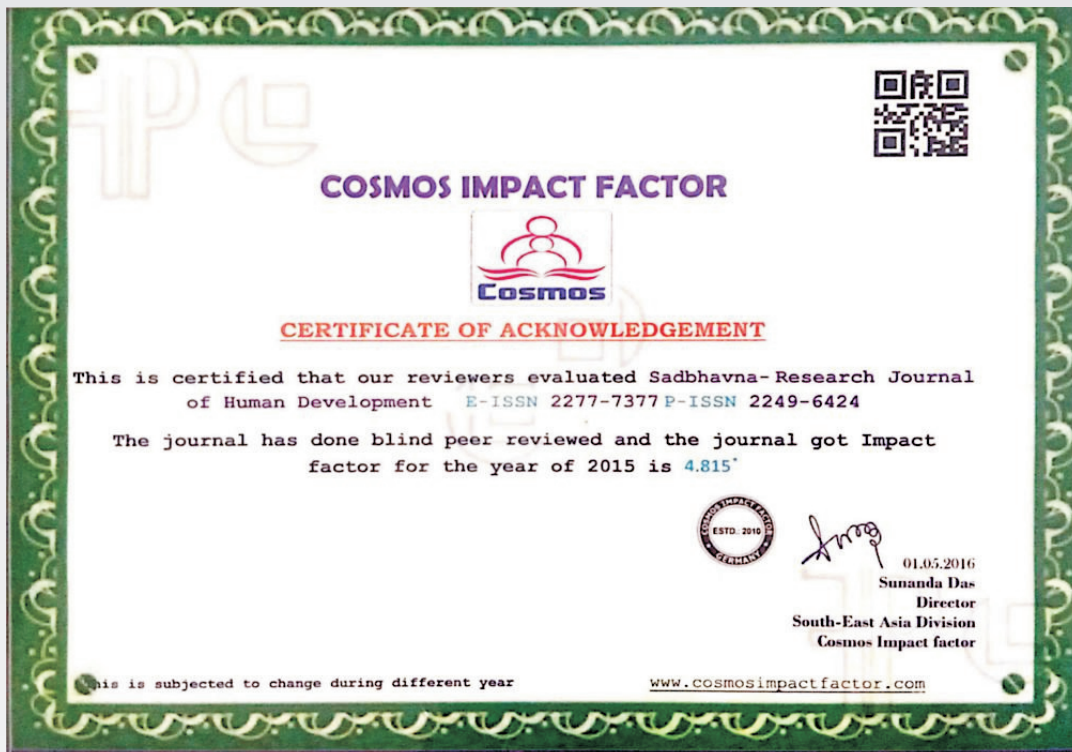 COSMOS IMPACT FACTOR
Cosmos
CERTIFICATE OF ACKNOWLEDGEMENT
This is certified that our reviewers evaluated Sadbhavna- Research Journal
of Human Development E-ISSN 2277-7377 P-ISSN 2249-6424
The journal has done blind peer reviewed and the journal got Impact
factor for the year of 2015 is 4.815*
COSMOS IMPACT FACTOR
ESTD.: 2010
GERMANY
01.05.2016
Sunanda Das
Director
South-East Asia Division
Cosmos Impact factor
This is subjected to change during different year
www.cosmosimpactfactor.com